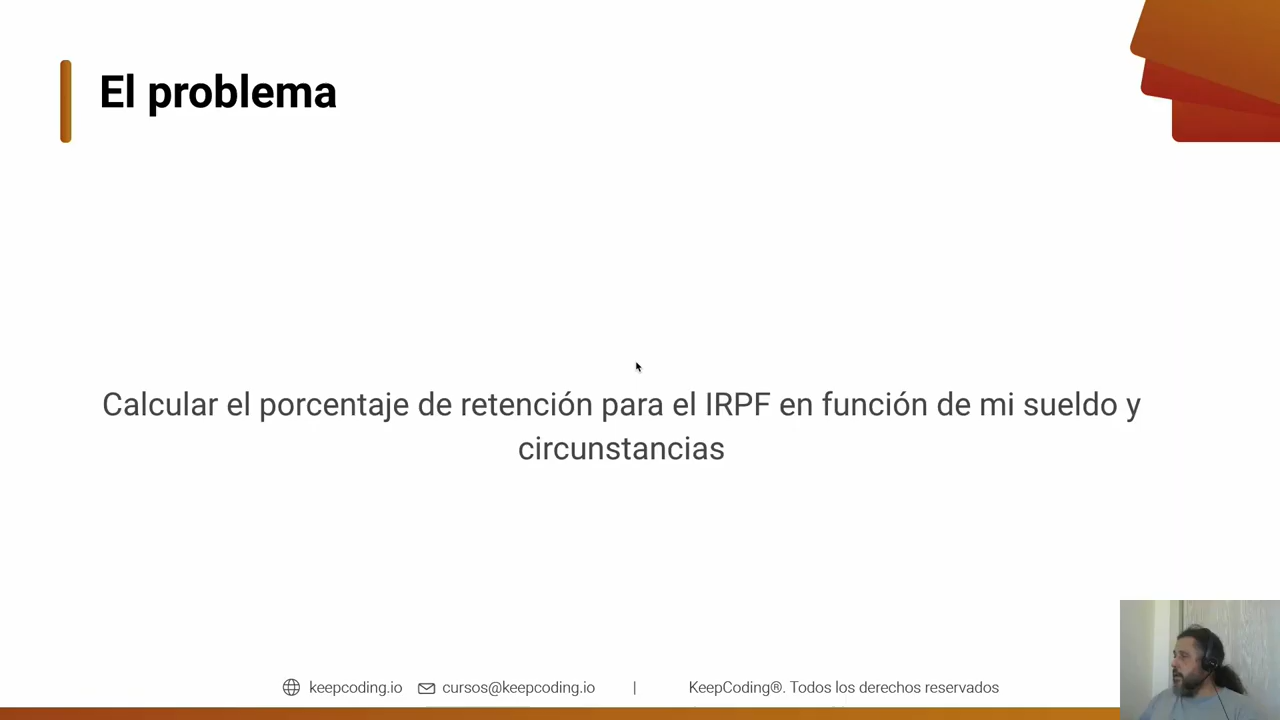 El problema
Calcular el porcentaje de retención para el IRPF en función de mi sueldo y
circunstancias
keepcoding.io cursos@keepcoding.io | KeepCoding®. Todos los derechos reservados